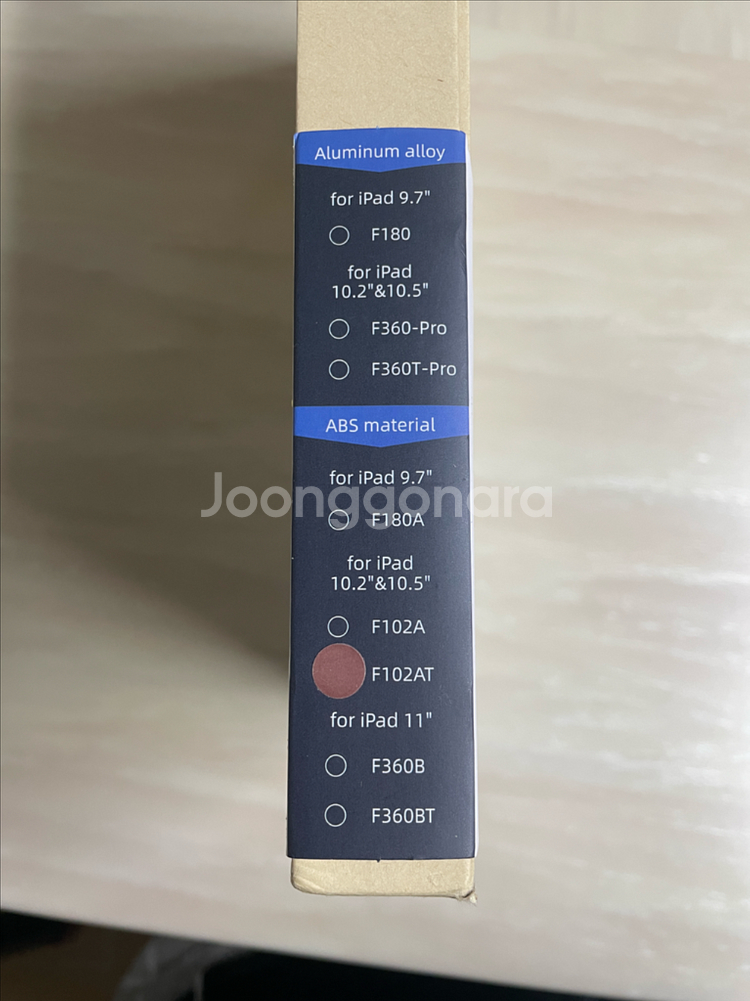 Aluminum alloy
for iPad 9.7"
F180
for iPad
10.2"&10.5"
F360-Pro
F360T-Pro
ABS material
for iPad 9.7"
Joonggonara
F180A
for iPad
10.2"&10.5"
F102A
F102AT
for iPad 11"
F360B
F360BT